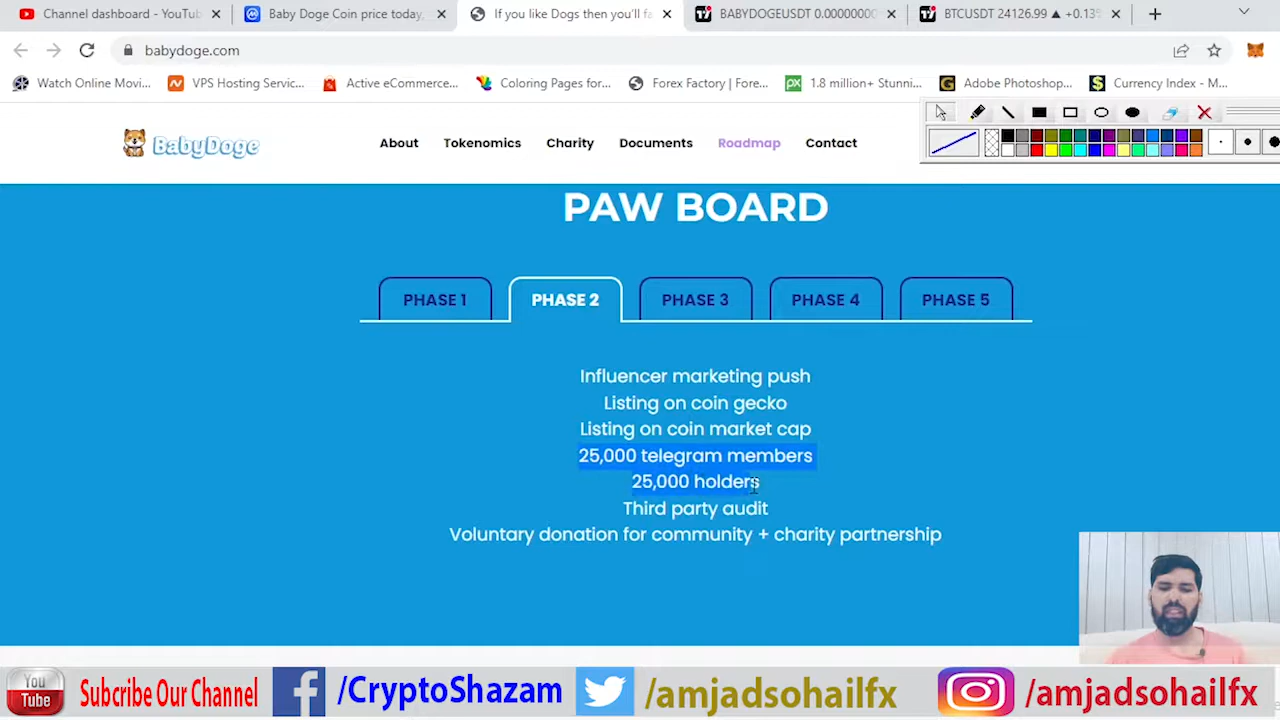 Channel dashboard - YouTu
Baby Doge Coin price today,
If you like Dogs then you'll fa
BABYDOGEUSDT 0.00000000
BTCUSDT 24126.99 ▲ +0.13%
babydoge.com
Watch Online Movi...
VPS Hosting Servic...
Active eCommerce...
Coloring Pages for...
Forex Factory | Fore...
px
1.8 million+ Stunni...
Adobe Photoshop...
Currency Index - M...
BabyDoge
About
Tokenomics
Charity
Documents
Roadmap
Contact
PAW BOARD
PHASE 1
PHASE 2
PHASE 3
PHASE 4
PHASE 5
Influencer marketing push
Listing on coin gecko
Listing on coin market cap
25,000 telegram members
25,000 holders
Third party audit
Voluntary donation for community + charity partnership
You
Tube
Subcribe Our Channel
/CryptoShazam
/amjadsohailfx
/amjadsohailfx